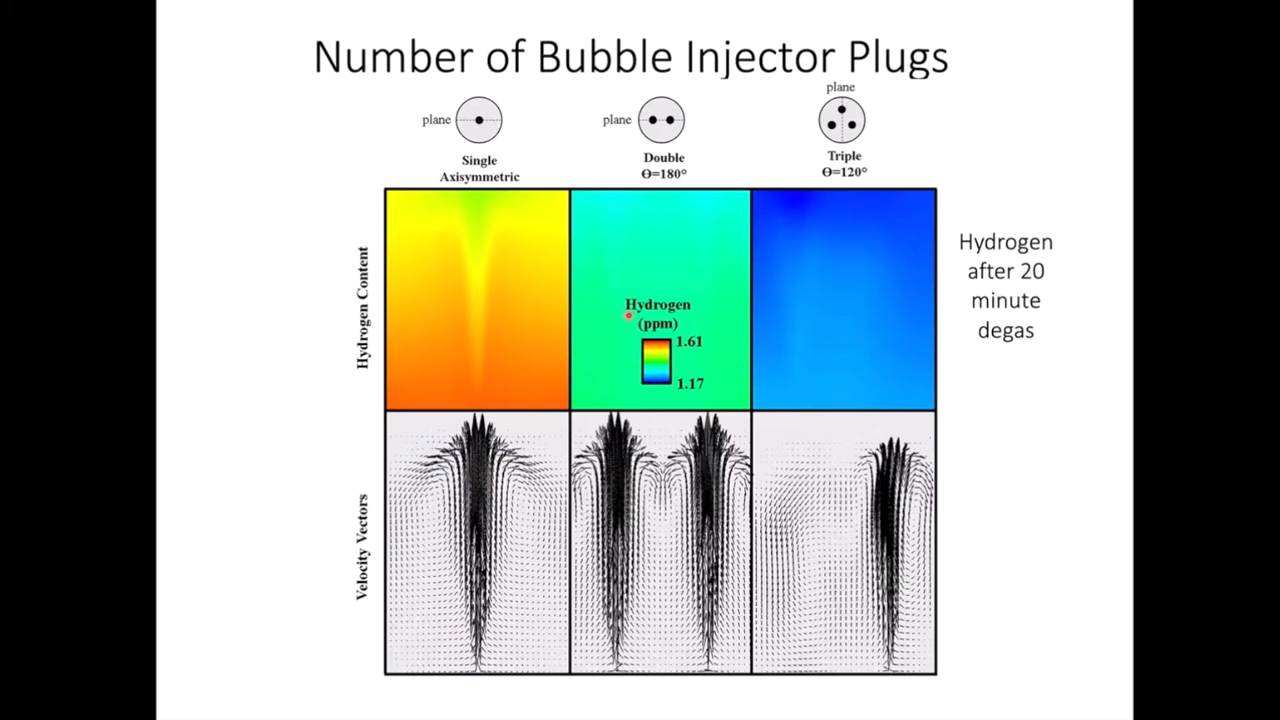 Number of Bubble Injector Plugs
plane
plane
plane
Single
Axisymmetric
Double
Ɵ=180°
Triple
Ɵ=120°
Hydrogen Content
Hydrogen
(ppm)
1.61
1.17
Hydrogen
after 20
minute
degas
Velocity Vectors